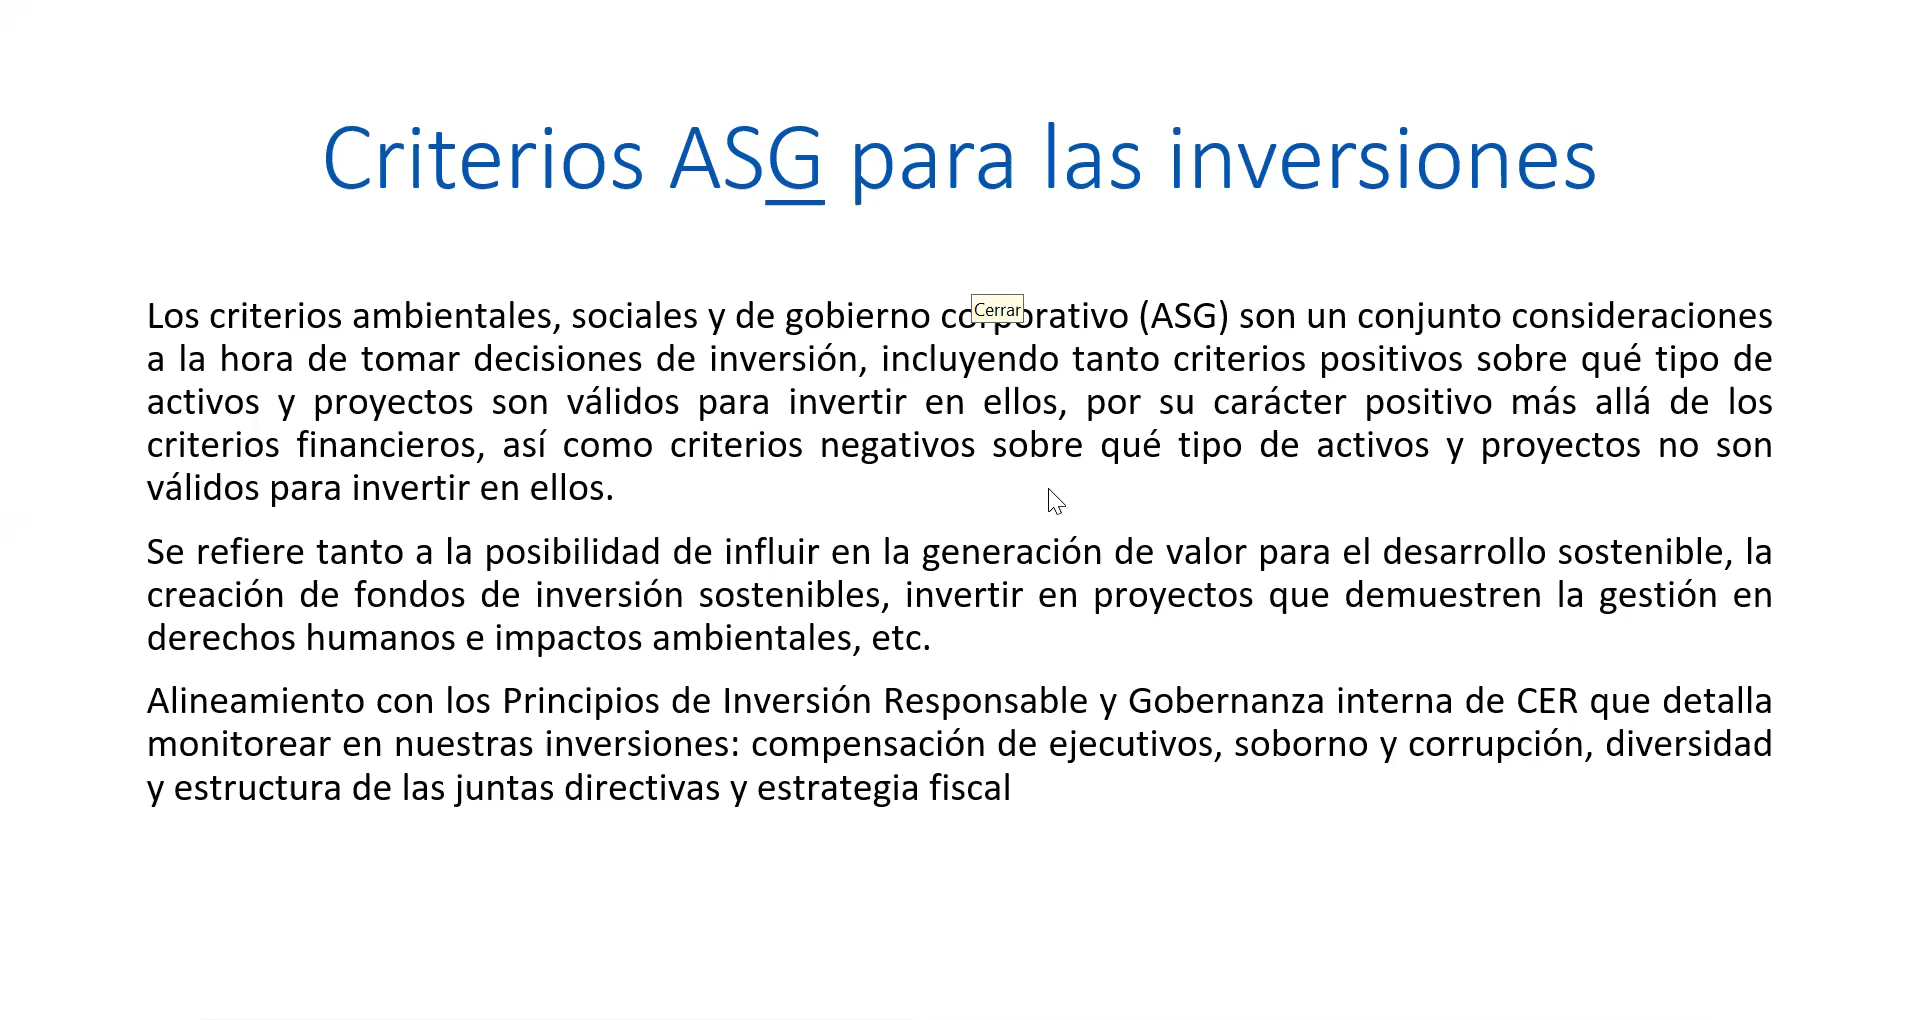 Criterios ASG para las inversiones
Los criterios ambientales, sociales y de gobierno corporativo (ASG) son un conjunto consideraciones
a la hora de tomar decisiones de inversión, incluyendo tanto criterios positivos sobre qué tipo de
activos y proyectos son válidos para invertir en ellos, por su carácter positivo más allá de los
criterios financieros, así como criterios negativos sobre qué tipo de activos y proyectos no son
válidos para invertir en ellos.
Se refiere tanto a la posibilidad de influir en la generación de valor para el desarrollo sostenible, la
creación de fondos de inversión sostenibles, invertir en proyectos que demuestren la gestión en
derechos humanos e impactos ambientales, etc.
Alineamiento con los Principios de Inversión Responsable y Gobernanza interna de CER que detalla
monitorear en nuestras inversiones: compensación de ejecutivos, soborno y corrupción, diversidad
y estructura de las juntas directivas y estrategia fiscal
Cerrar